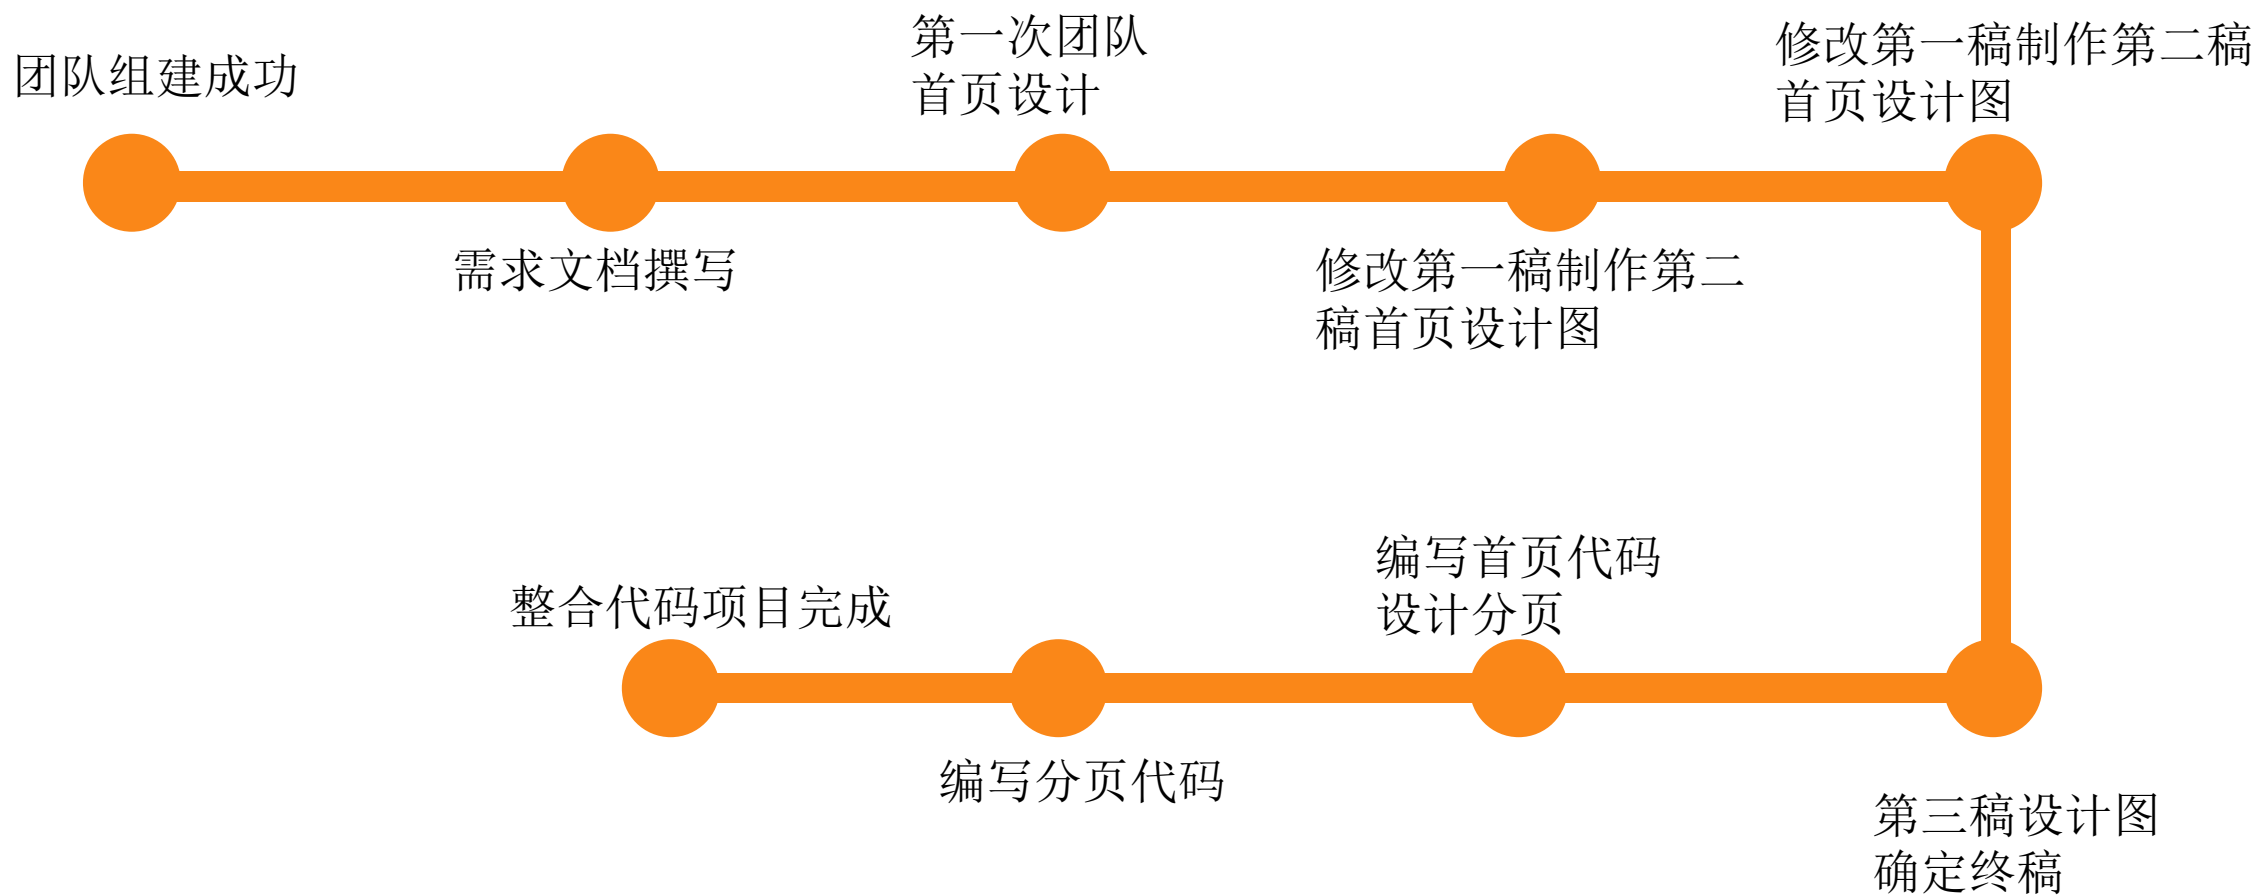 团队组建成功
需求文档撰写
第一次团队
首页设计
修改第一稿制作第二
稿首页设计图
修改第一稿制作第二稿
首页设计图
第三稿设计图
确定终稿
编写首页代码
设计分页
编写分页代码
整合代码项目完成